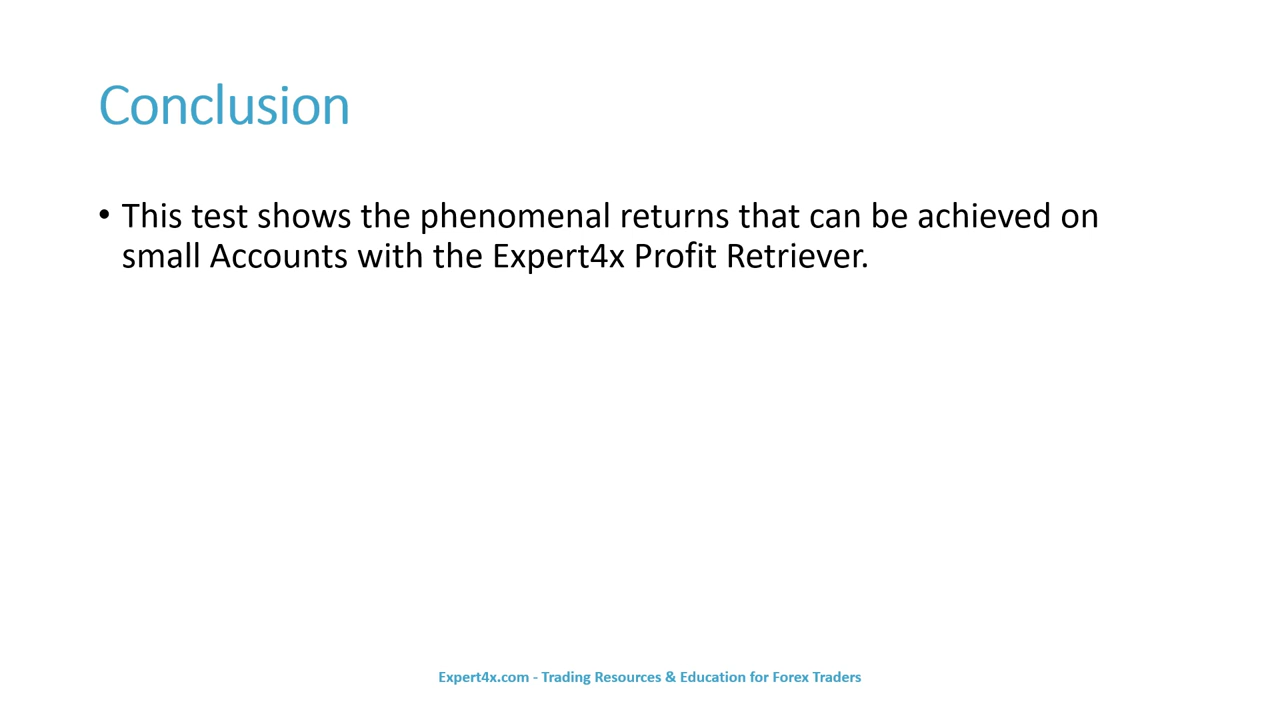 Conclusion
• This test shows the phenomenal returns that can be achieved on
small Accounts with the Expert4x Profit Retriever.
Expert4x.com - Trading Resources & Education for Forex Traders